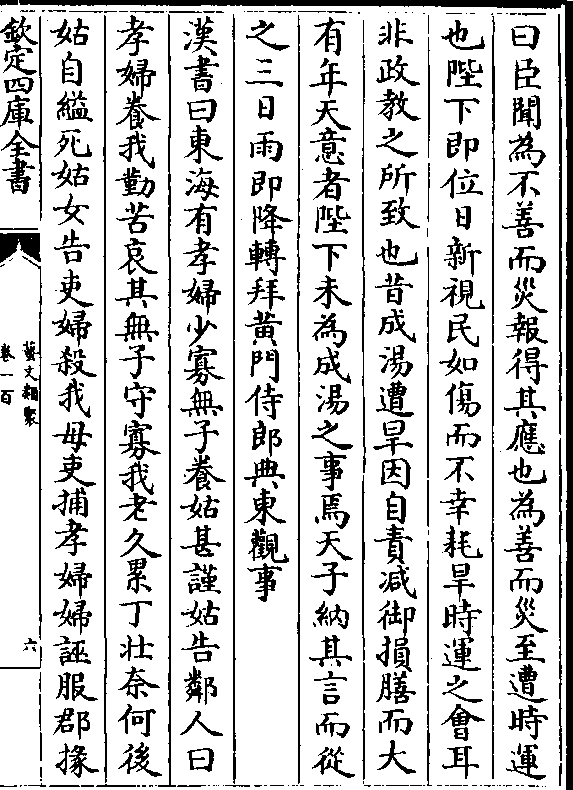 曰臣聞為不善而災報得其應也為善而災至遭時運
也陛下即位日新視民如傷而不幸耗旱時運之會耳
非政教之所致也昔成湯遭旱因自責減御損膳而大
有年天意者陛下未為成湯之事焉天子納其言而從
之三日雨即降轉拜黄門侍郎典東觀事
漢書曰東海有孝婦少寡無子養姑甚謹姑告鄰人曰
孝婦養我勤苦哀其無子守寡我老久累丁壯奈何後
姑自縊死姑女告吏婦殺我母吏捕孝婦婦誣服郡掾
欽定四庫全書
藝文類聚
卷一百
六